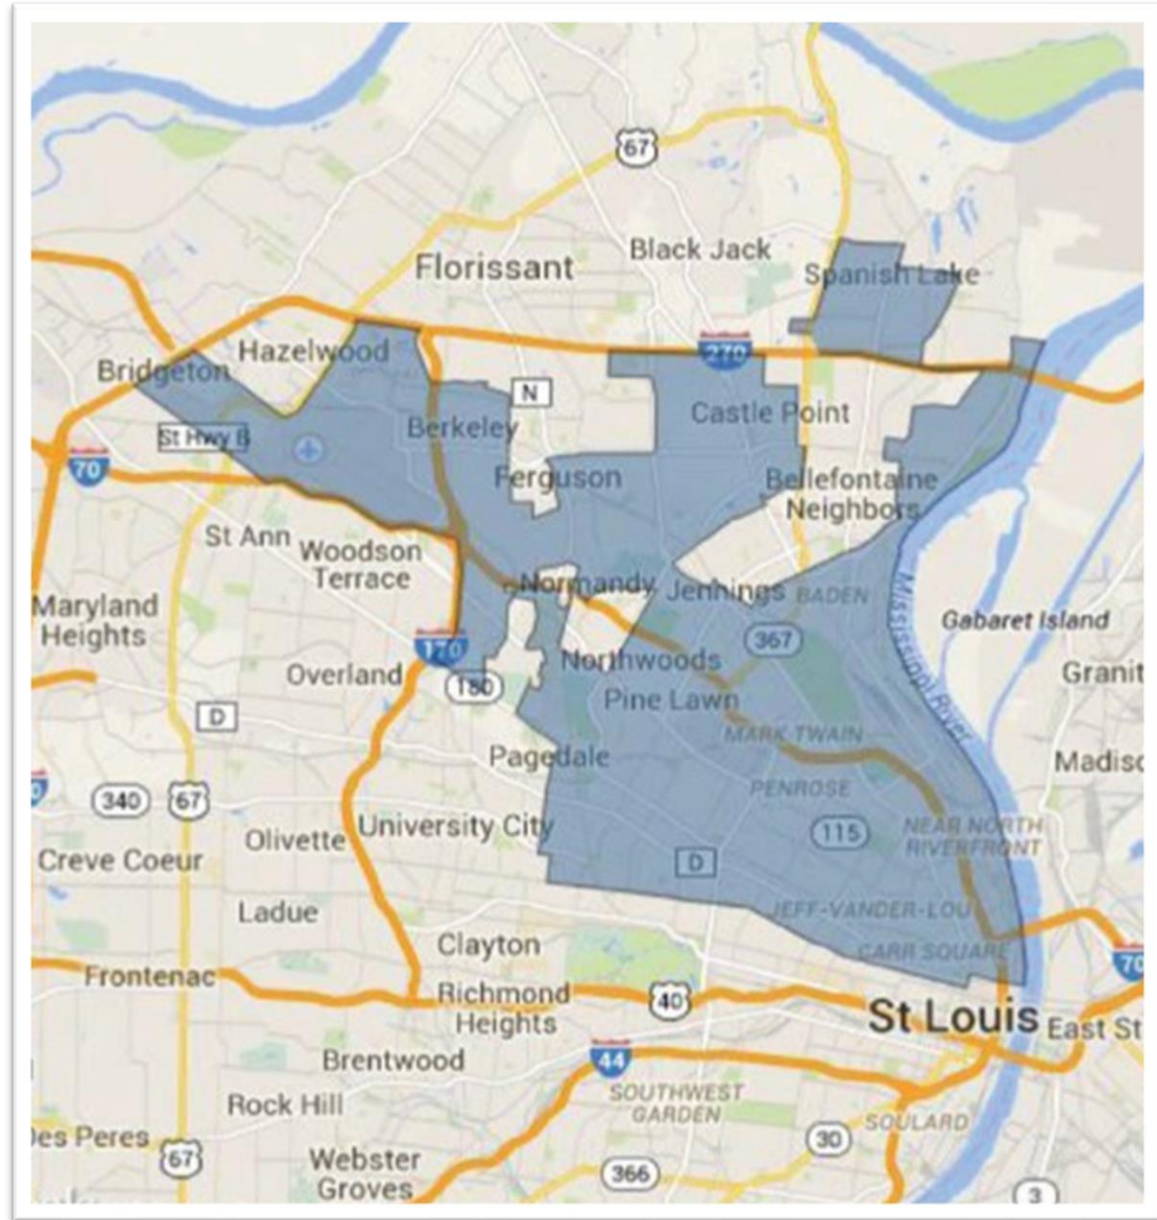 67
Black Jack
Florissant
Spanish Lake
Hazelwood
270
Bridgeton
N
Castle Point
Berkeley
St Hwy B
70
Ferguson
Bellefontaine
Neighbors
St Ann
Woodson
Terrace
Normandy
Jennings
BADEN
Maryland
Heights
Mississippi River
Gabaret Island
367
170
Overland
Northwoods
180
Granit
Pine Lawn
D
MARK TWAIN
Pagedale
Madisc
PENROSE
340
67
University City
115
NEAR NORTH
RIVERFRONT
Olivette
Creve Coeur
D
Ladue
JEFF-VANDER-LOU
Clayton
CARR SQUARE
70
Frontenac
Richmond
Heights
40
St Louis
East St
Brentwood
44
Rock Hill
SOUTHWEST
GARDEN
SOULARD
Des Peres
67
30
Webster
Groves
366
3